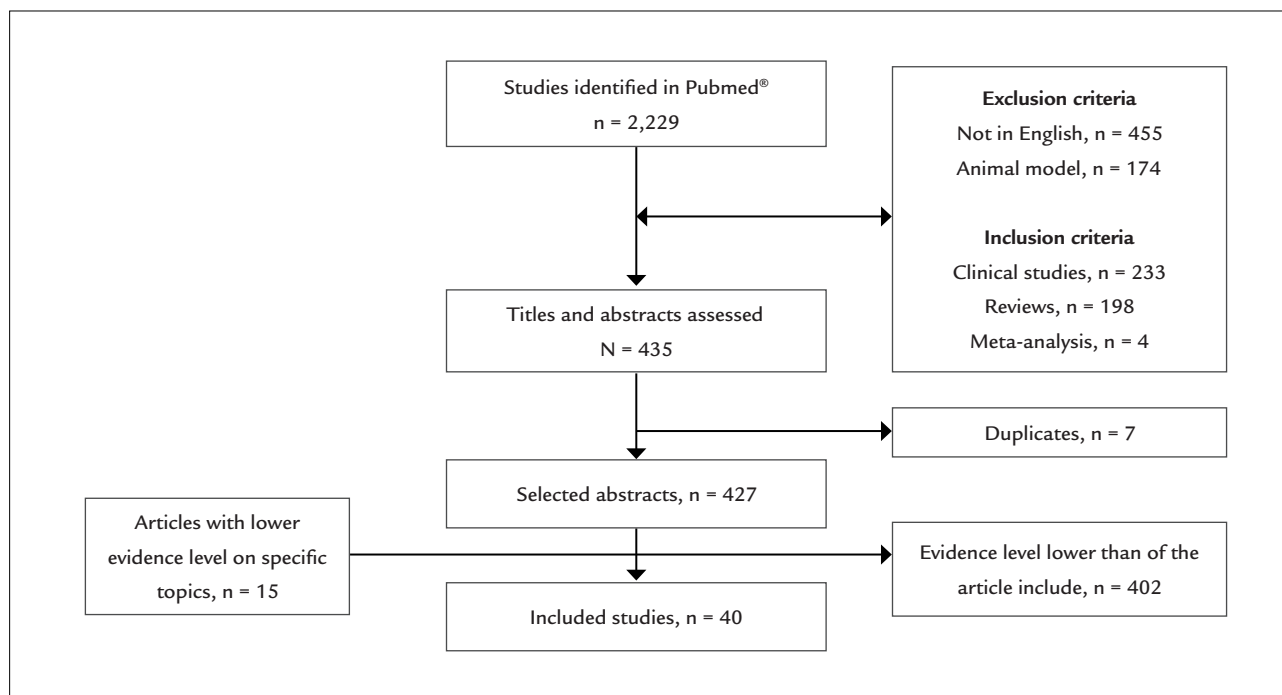 Studies identified in Pubmed®
n = 2,229
Exclusion criteria
Not in English, n = 455
Animal model, n = 174
Inclusion criteria
Clinical studies, n = 233
Reviews, n = 198
Meta-analysis, n = 4
Titles and abstracts assessed
N = 435
Duplicates, n = 7
Selected abstracts, n = 427
Articles with lower
evidence level on specific
topics, n = 15
Evidence level lower than of the
article include, n = 402
Included studies, n = 40